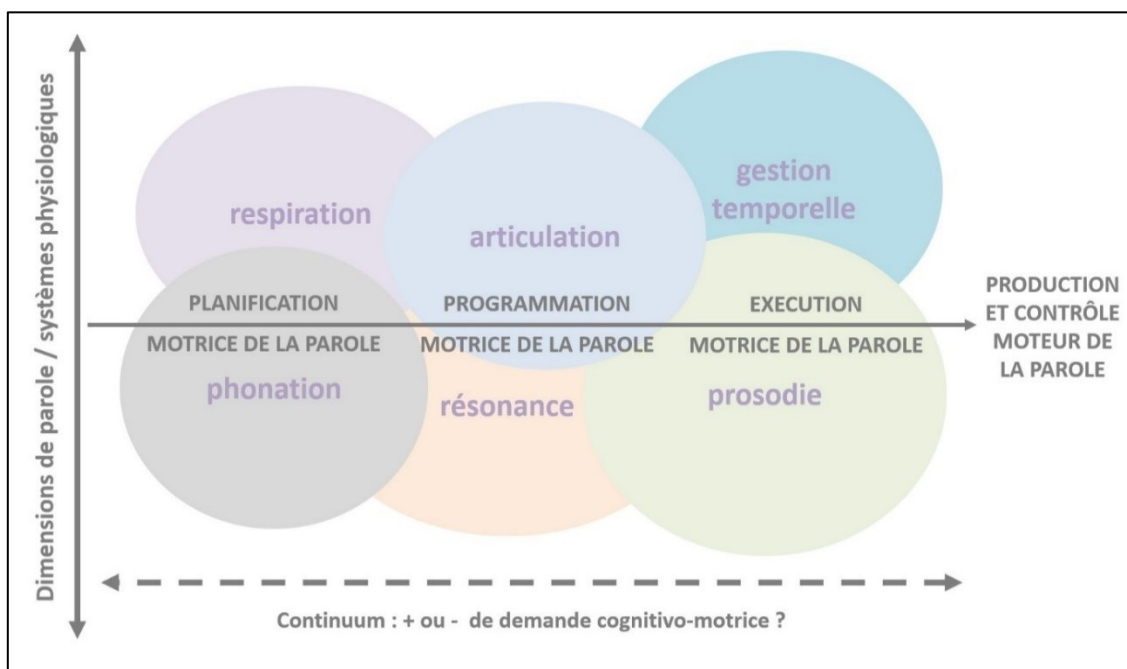 Dimensions de parole / systèmes physiologiques
respiration
articulation
gestion
temporelle
PLANIFICATION
MOTRICE DE LA PAROLE
PROGRAMMATION
MOTRICE DE LA PAROLE
EXECUTION
MOTRICE DE LA PAROLE
PRODUCTION
ET CONTRÔLE
MOTEUR DE
LA PAROLE
phonation
résonance
prosodie
Continuum : + ou - de demande cognitivo-motrice ?